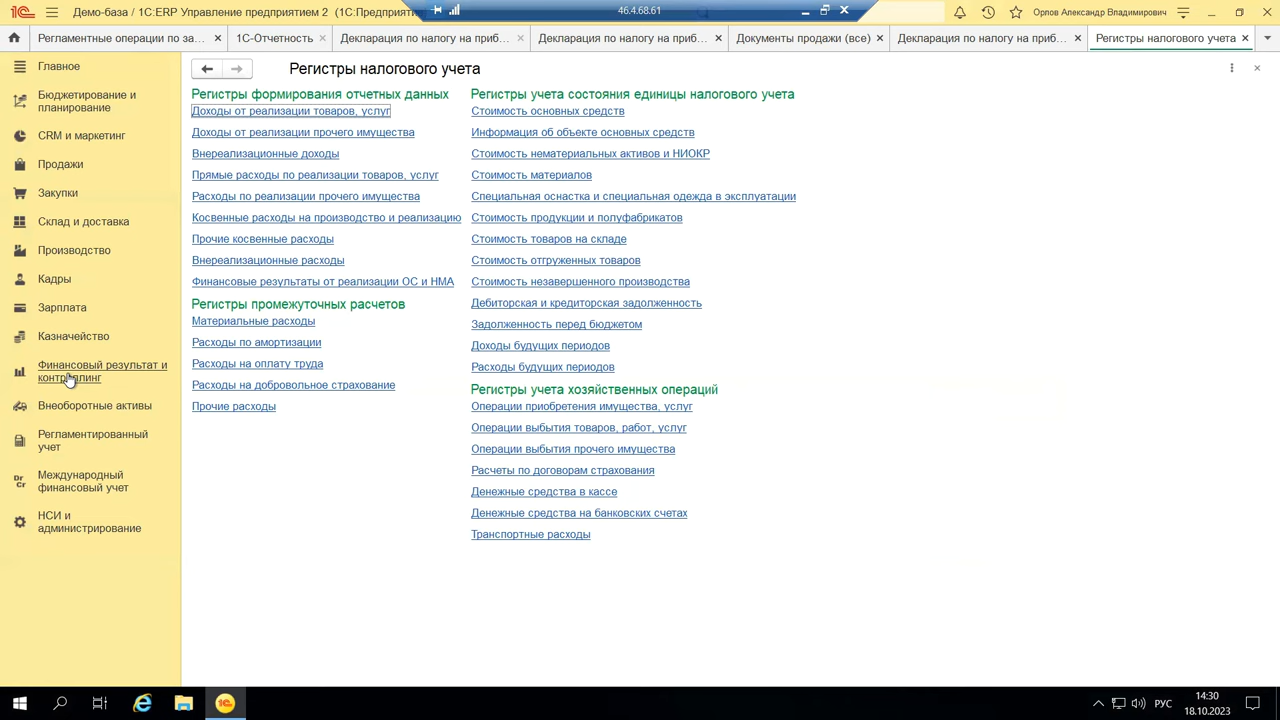 Демо-база / 1С:ERP Управление предприятием 2 (1С:Предприяти
46.4.68.61
Орлов Александр Владимирович
Регламентные операции по за...
1С-Отчетность
Декларация по налогу на приб...
Декларация по налогу на приб...
Документы продажи (все)
Декларация по налогу на приб...
Регистры налогового учета
Главное
Бюджетирование и
планирование
CRM и маркетинг
Продажи
Закупки
Склад и доставка
Производство
Кадры
Зарплата
Казначейство
Финансовый результат и
контроллинг
Внеоборотные активы
Регламентированный
учет
Международный
финансовый учет
НСИ и
администрирование
Регистры налогового учета
Регистры формирования отчетных данных
Доходы от реализации товаров, услуг
Доходы от реализации прочего имущества
Внереализационные доходы
Прямые расходы по реализации товаров, услуг
Расходы по реализации прочего имущества
Косвенные расходы на производство и реализацию
Прочие косвенные расходы
Внереализационные расходы
Финансовые результаты от реализации ОС и НМА
Регистры промежуточных расчетов
Материальные расходы
Расходы по амортизации
Расходы на оплату труда
Расходы на добровольное страхование
Прочие расходы
Регистры учета состояния единицы налогового учета
Стоимость основных средств
Информация об объекте основных средств
Стоимость нематериальных активов и НИОКР
Стоимость материалов
Специальная оснастка и специальная одежда в эксплуатации
Стоимость продукции и полуфабрикатов
Стоимость товаров на складе
Стоимость отгруженных товаров
Стоимость незавершенного производства
Дебиторская и кредиторская задолженность
Задолженность перед бюджетом
Доходы будущих периодов
Расходы будущих периодов
Регистры учета хозяйственных операций
Операции приобретения имущества, услуг
Операции выбытия товаров, работ, услуг
Операции выбытия прочего имущества
Расчеты по договорам страхования
Денежные средства в кассе
Денежные средства на банковских счетах
Транспортные расходы
РУС
14:30
18.10.2023